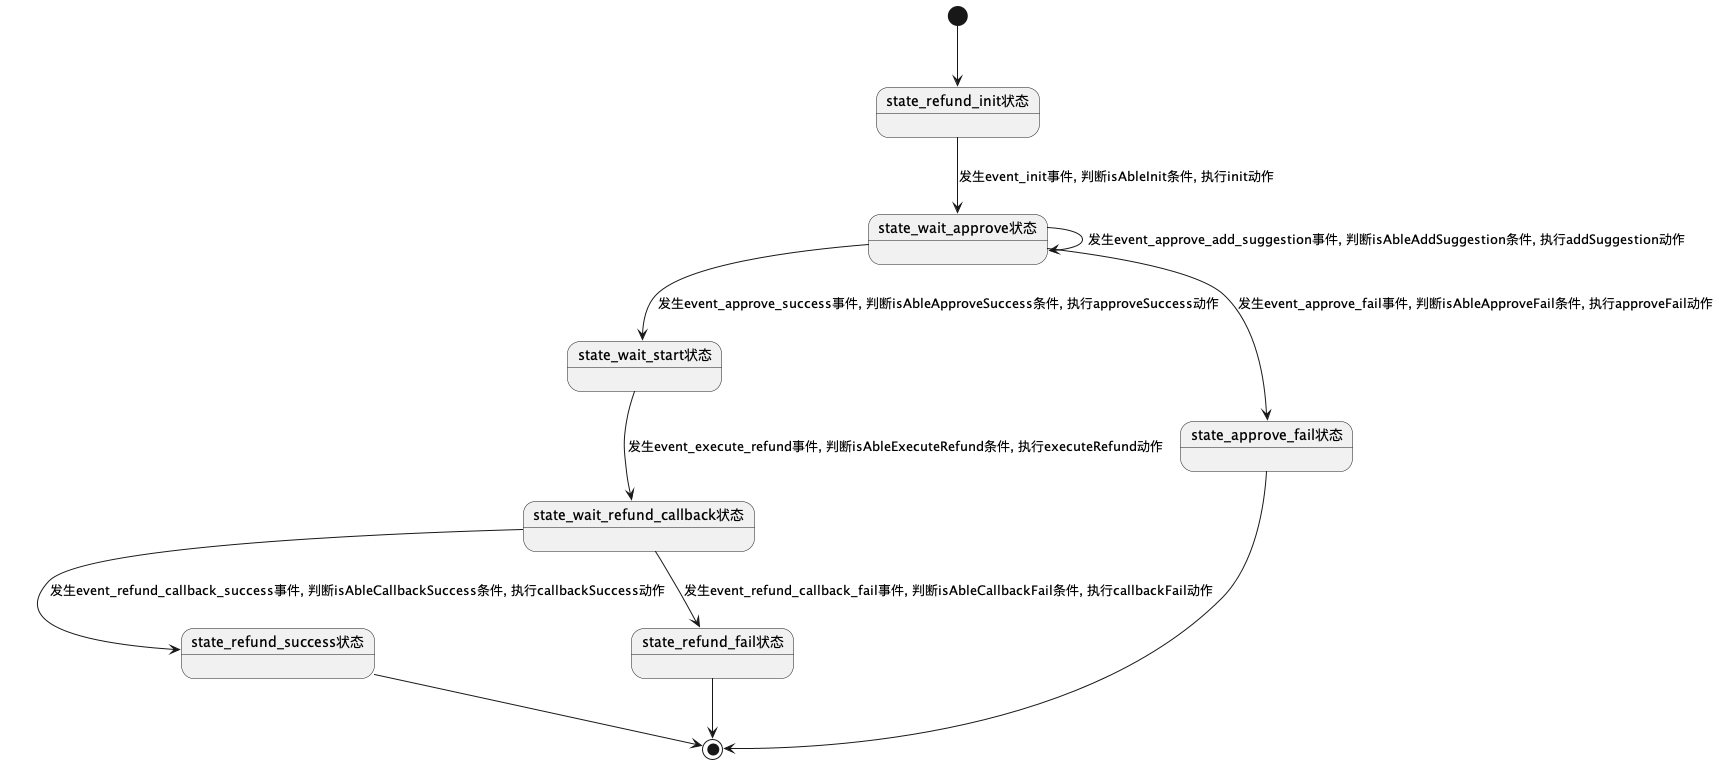 state_refund_init状态
发生event_init事件, 判断isAbleInit条件, 执行init动作
state_wait_approve状态
发生event_approve_add_suggestion事件, 判断isAbleAddSuggestion条件, 执行addSuggestion动作
发生event_approve_success事件, 判断isAbleApproveSuccess条件, 执行approveSuccess动作
发生event_approve_fail事件, 判断isAbleApproveFail条件, 执行approveFail动作
state_wait_start状态
state_approve_fail状态
发生event_execute_refund事件, 判断isAbleExecuteRefund条件, 执行executeRefund动作
state_wait_refund_callback状态
发生event_refund_callback_success事件, 判断isAbleCallbackSuccess条件, 执行callbackSuccess动作
发生event_refund_callback_fail事件, 判断isAbleCallbackFail条件, 执行callbackFail动作
state_refund_success状态
state_refund_fail状态